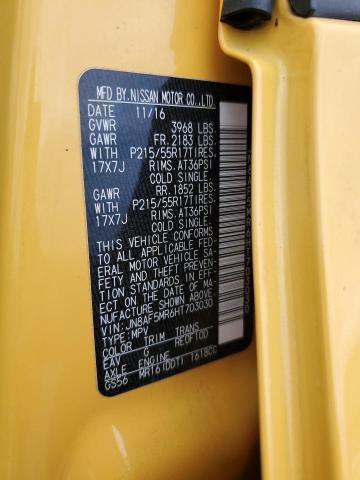 MFD BY.NISSAN MOTOR CO.,LTD.
11/16
GVWR 3968 LBS.
GAWR FR.2183 LBS.
WITH P215/55R17TIRES.
17X7J RIMS.AT36PSI
COLD SINGLE.
GAWR RR.1852 LBS.
WITH P215/55R17TIRES.
17X7J RIMS.AT36PSI
COLD SINGLE.
THIS VEHICLE CONFORMS
TO ALL APPLICABLE FED-
ERAL MOTOR VEHICLE SA-
FETY AND THEFT PREVEN-
TION STANDARDS IN EFF-
ECT ON THE DATE OF MA-
NUFACTURE SHOWN ABOVE.
VIN:JN8AF5MR6HT703030
TYPE:MPV
COLOR TRIM TRANS
EAV G RE0F10D
AXLE ENGINE
GS56 MR16(DDT) 1618CC